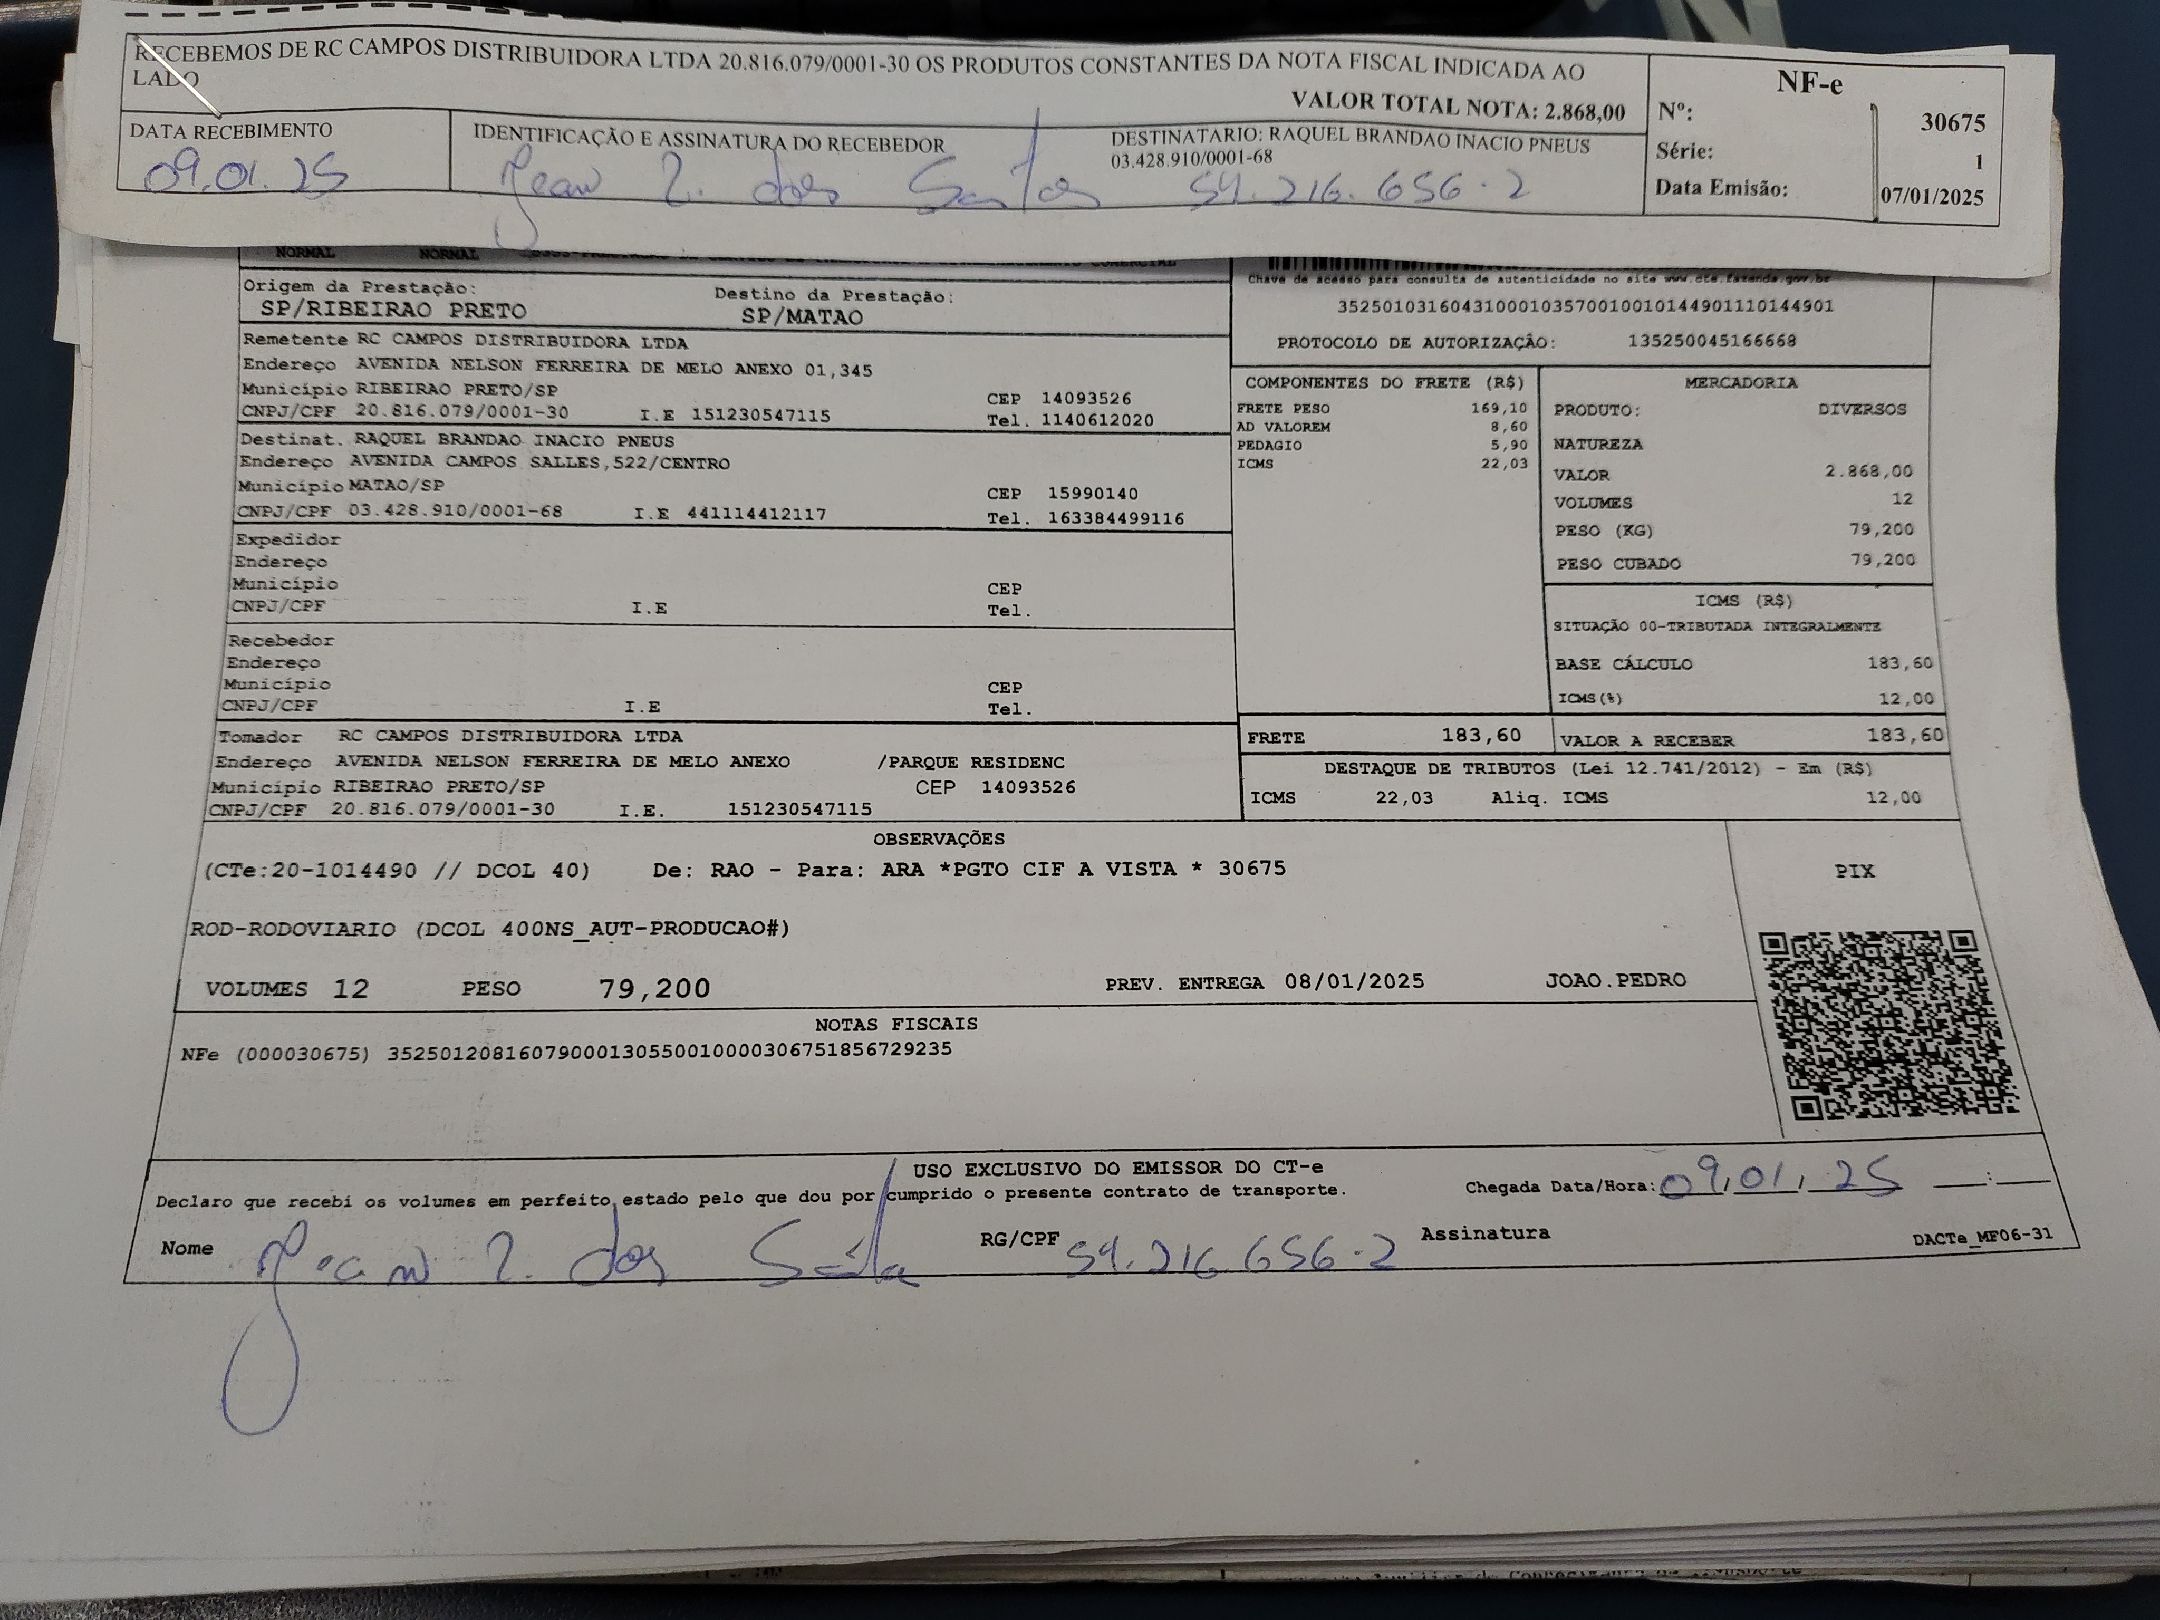 RECEBEMOS DE RC CAMPOS DISTRIBUIDORA LTDA 20.816.079/0001-30 OS PRODUTOS CONSTANTES DA NOTA FISCAL INDICADA AO
LADO
VALOR TOTAL NOTA: 2.868,00
NF-e
Nº: 30675
Série: 1
Data Emissão: 07/01/2025
DATA RECEBIMENTO
09.01.25
IDENTIFICAÇÃO E ASSINATURA DO RECEBEDOR
DESTINATARIO: RAQUEL BRANDAO INACIO PNEUS
03.428.910/0001-68
Jean dos Santos 54.216.656-2
NORMAL NORMAL
Chave de acesso para consulta de autenticidade no site www.cte.fazenda.gov.br
35250103160431000103570010010144901110144901
PROTOCOLO DE AUTORIZAÇÃO: 135250045166668
Origem da Prestação: Destino da Prestação:
SP/RIBEIRAO PRETO SP/MATAO
Remetente RC CAMPOS DISTRIBUIDORA LTDA
Endereço AVENIDA NELSON FERREIRA DE MELO ANEXO 01,345
Município RIBEIRAO PRETO/SP CEP 14093526
CNPJ/CPF 20.816.079/0001-30 I.E 151230547115 Tel. 1140612020
Destinat. RAQUEL BRANDAO INACIO PNEUS
Endereço AVENIDA CAMPOS SALLES,522/CENTRO
Município MATAO/SP CEP 15990140
CNPJ/CPF 03.428.910/0001-68 I.E 441114412117 Tel. 163384499116
Expedidor
Endereço
Município CEP
CNPJ/CPF I.E Tel.
Recebedor
Endereço
Município CEP
CNPJ/CPF I.E Tel.
Tomador RC CAMPOS DISTRIBUIDORA LTDA
Endereço AVENIDA NELSON FERREIRA DE MELO ANEXO /PARQUE RESIDENC
Município RIBEIRAO PRETO/SP CEP 14093526
CNPJ/CPF 20.816.079/0001-30 I.E. 151230547115
COMPONENTES DO FRETE (R$)
FRETE PESO 169,10
AD VALOREM 8,60
PEDAGIO 5,90
ICMS 22,03
MERCADORIA
PRODUTO: DIVERSOS
NATUREZA
VALOR 2.868,00
VOLUMES 12
PESO (KG) 79,200
PESO CUBADO 79,200
ICMS (R$)
SITUAÇÃO 00-TRIBUTADA INTEGRALMENTE
BASE CÁLCULO 183,60
ICMS(%) 12,00
FRETE 183,60 VALOR A RECEBER 183,60
DESTAQUE DE TRIBUTOS (Lei 12.741/2012) - Em (R$)
ICMS 22,03 Aliq. ICMS 12,00
OBSERVAÇÕES
(CTe:20-1014490 // DCOL 40) De: RAO - Para: ARA *PGTO CIF A VISTA * 30675
ROD-RODOVIARIO (DCOL 400NS_AUT-PRODUCAO#)
VOLUMES 12 PESO 79,200 PREV. ENTREGA 08/01/2025 JOAO.PEDRO
PIX
NOTAS FISCAIS
NFe (000030675) 35250120816079000130550010000306751856729235
USO EXCLUSIVO DO EMISSOR DO CT-e
Declaro que recebi os volumes em perfeito estado pelo que dou por cumprido o presente contrato de transporte.
Chegada Data/Hora: 09,01,25 __:__
Nome Jean dos RG/CPF 54.216.656-2 Assinatura
DACTe_MF06-31